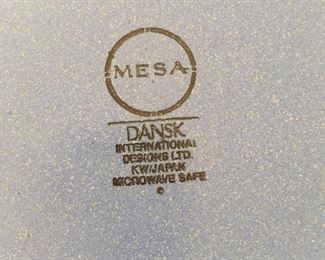 MESA
DANSK
INTERNATIONAL
DESIGNS LTD.
KW/JAPAN
MICROWAVE SAFE
©